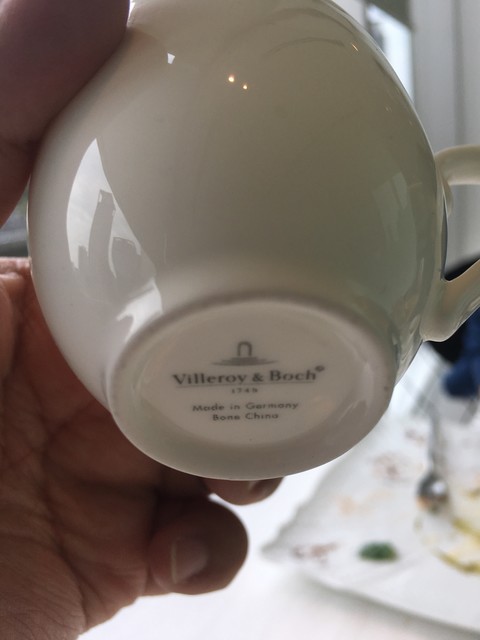 Villeroy & Boch©
1748
Made in Germany
Bone China